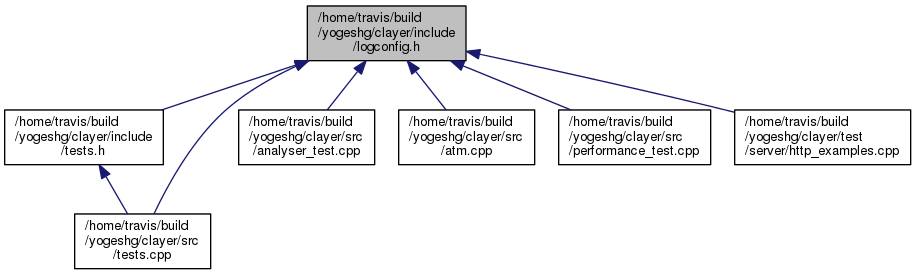 /home/travis/build
/yogeshg/clayer/include
/logconfig.h
/home/travis/build
/yogeshg/clayer/include
/tests.h
/home/travis/build
/yogeshg/clayer/src
/analyser_test.cpp
/home/travis/build
/yogeshg/clayer/src
/atm.cpp
/home/travis/build
/yogeshg/clayer/src
/performance_test.cpp
/home/travis/build
/yogeshg/clayer/test
/server/http_examples.cpp
/home/travis/build
/yogeshg/clayer/src
/tests.cpp